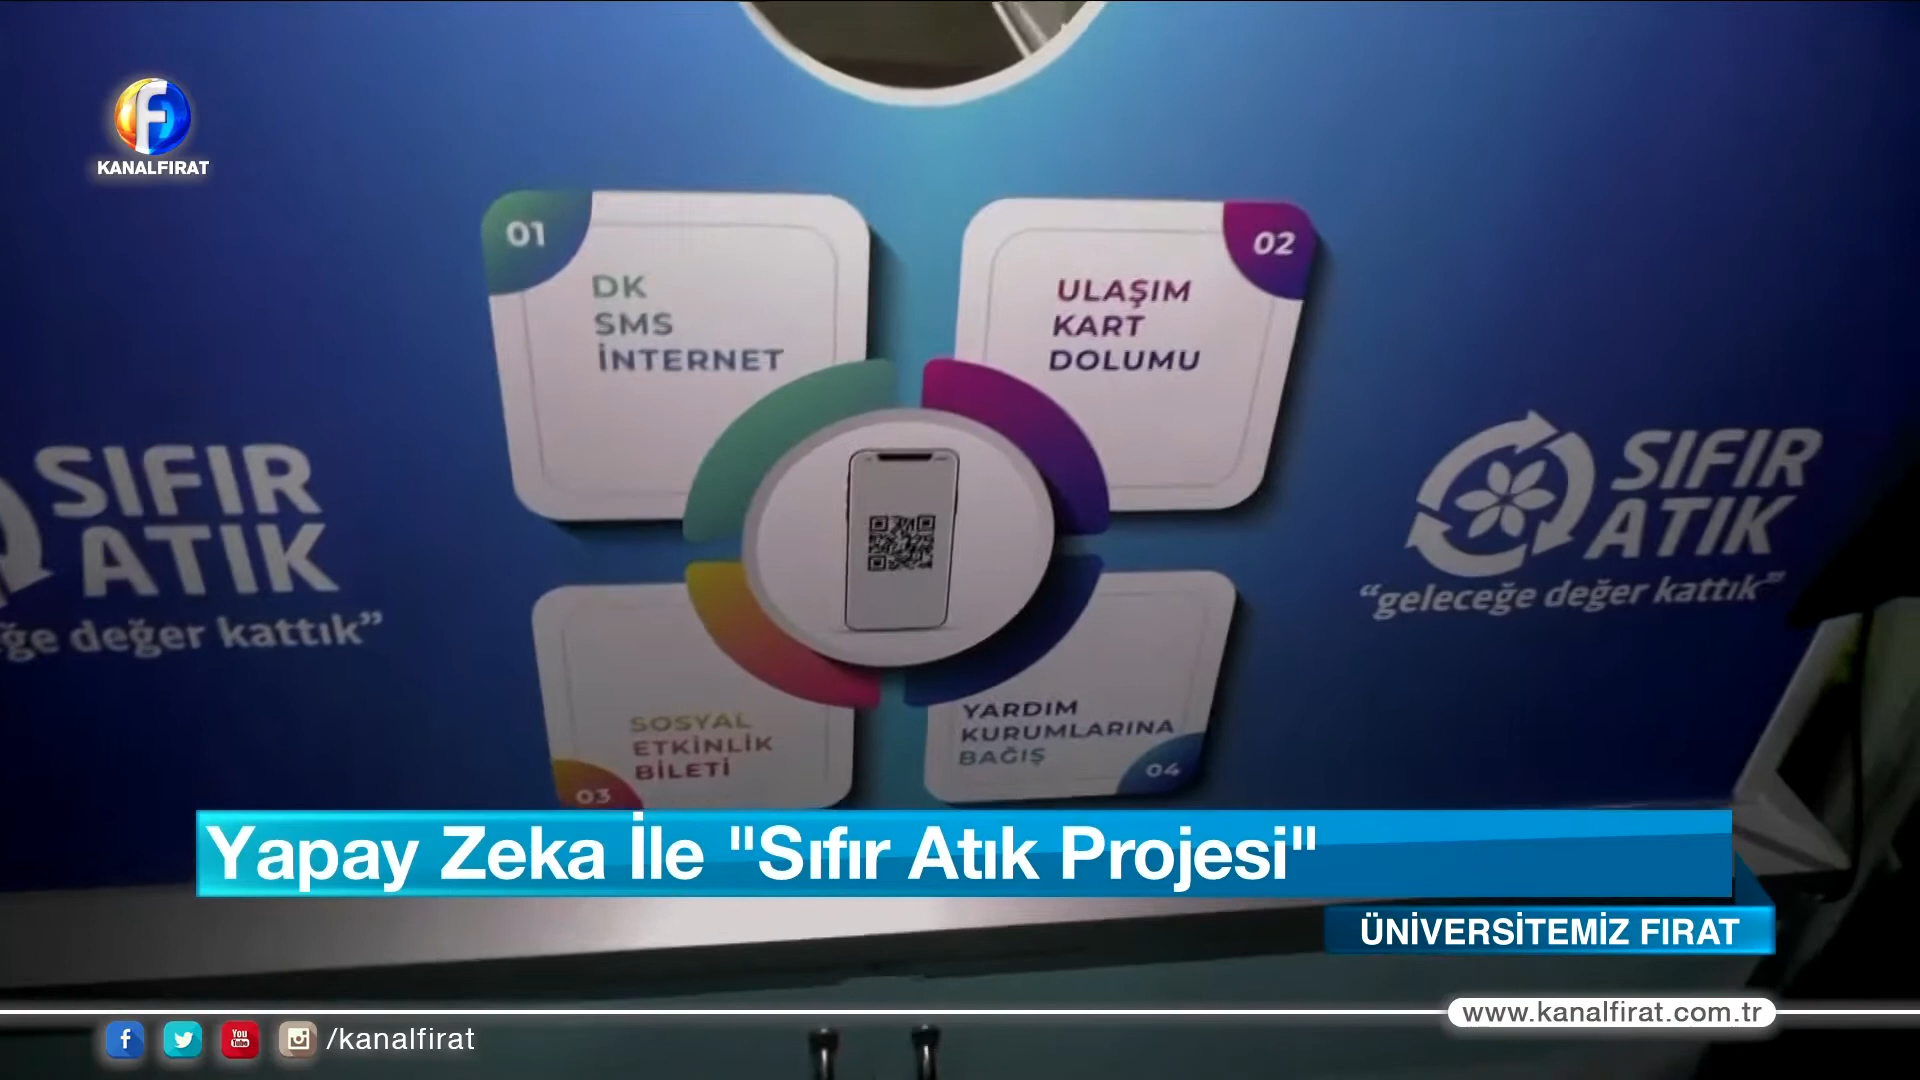 KANALFIRAT
01
DK
SMS
İNTERNET
02
ULAŞIM
KART
DOLUMU
SIFIR
ATIK
ğe değer kattık”
SIFIR
ATIK
“geleceğe değer kattık”
SOSYAL
ETKİNLİK
BİLETİ
03
YARDIM
KURUMLARINA
BAĞIŞ
04
Yapay Zeka İle "Sıfır Atık Projesi"
ÜNİVERSİTEMİZ FIRAT
www.kanalfirat.com.tr
You
Tube
/kanalfirat